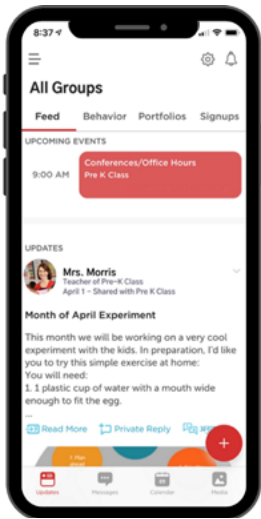 8:37
All Groups
Feed Behavior Portfolios Signups
UPCOMING EVENTS
9:00 AM
Conferences/Office Hours
Pre K Class
UPDATES
Mrs. Morris
Teacher of Pre-K Class
April 1 - Shared with Pre K Class
Month of April Experiment
This month we will be working on a very cool
experiment with the kids. In preparation, I'd like
you to try this simple exercise at home:
You will need:
1. 1 plastic cup of water with a mouth wide
enough to fit the egg.
...
Read More Private Reply
1. Plan
ahead
+
Updates Messages Calendar Media